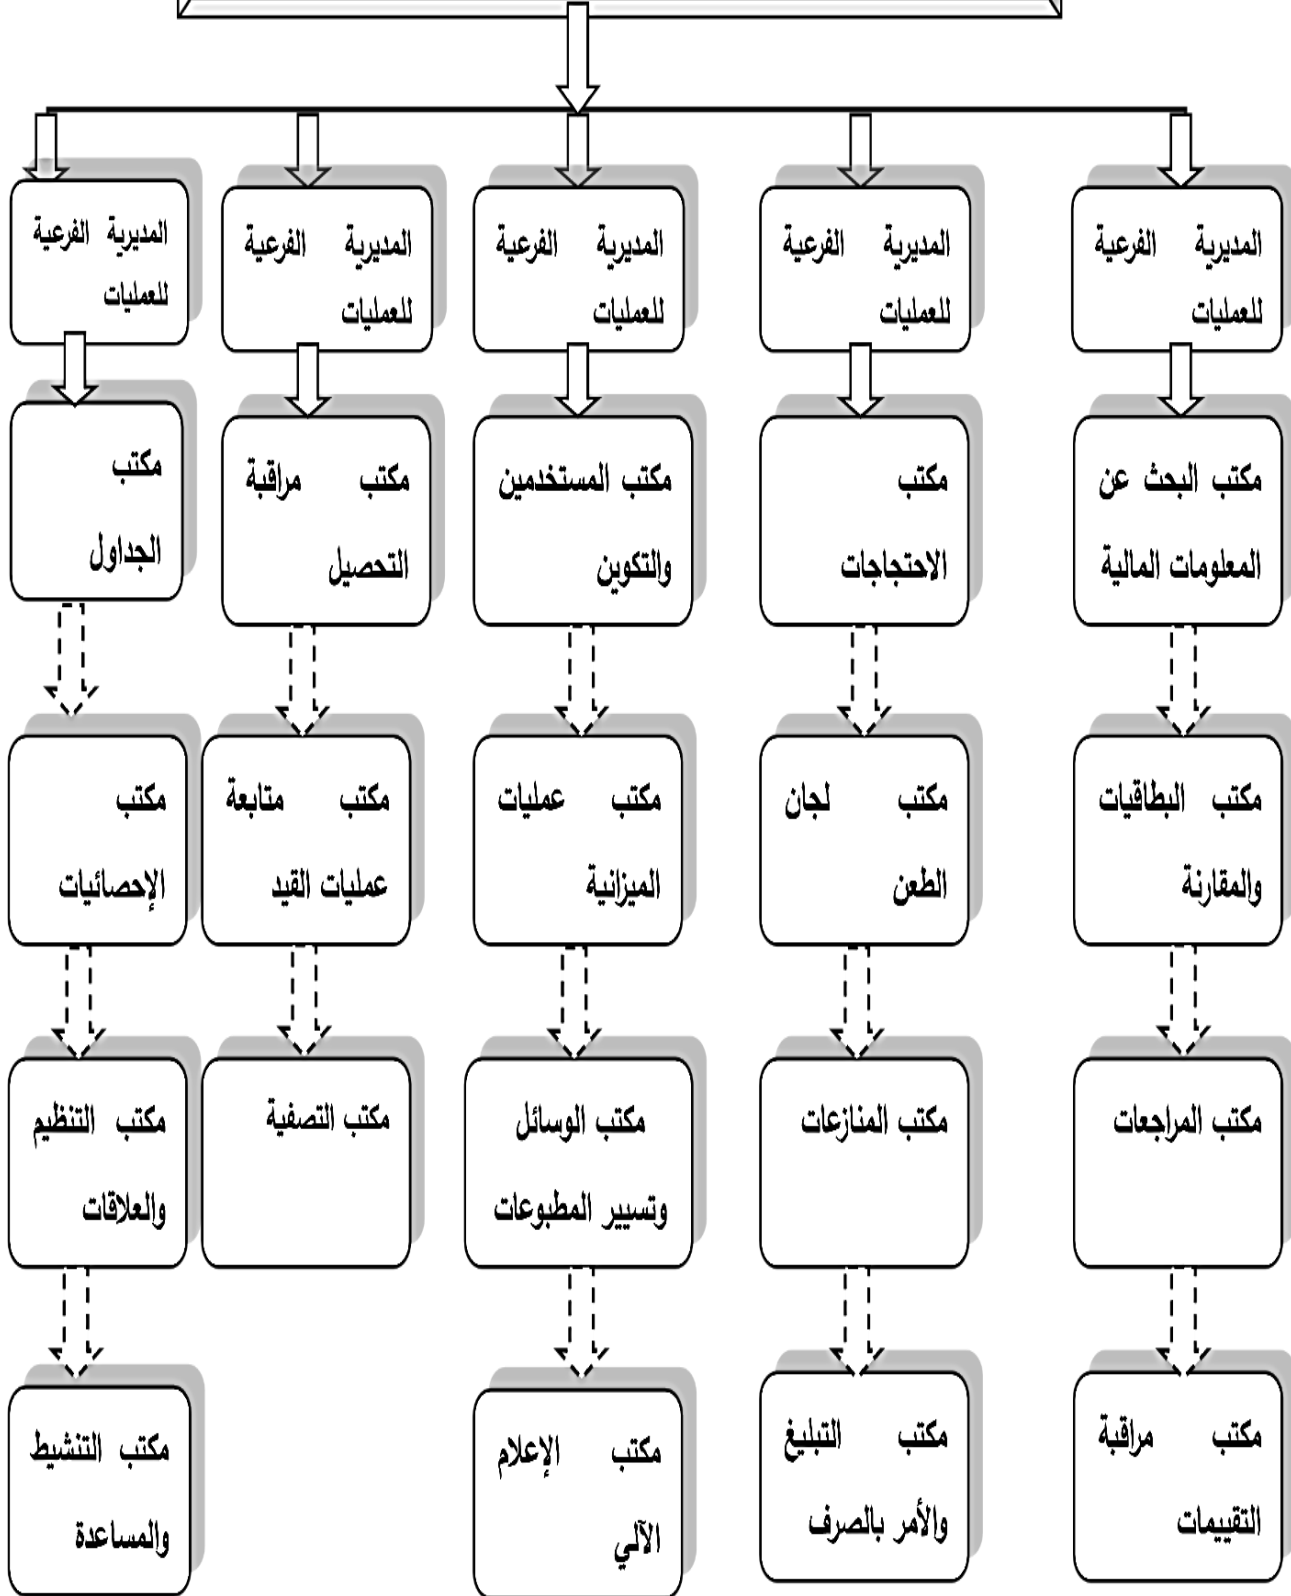 المديرية الفرعية
للعمليات
المديرية الفرعية
للعمليات
المديرية الفرعية
للعمليات
المديرية الفرعية
للعمليات
المديرية الفرعية
للعمليات
مكتب البحث عن
المعلومات المالية
مكتب
الاحتجاجات
مكتب المستخدمين
والتكوين
مكتب مراقبة
التحصيل
مكتب
الجداول
مكتب البطاقيات
والمقارنة
مكتب لجان
الطعن
مكتب عمليات
الميزانية
مكتب متابعة
عمليات القيد
مكتب
الإحصائيات
مكتب المراجعات
مكتب المنازعات
مكتب الوسائل
وتسيير المطبوعات
مكتب التصفية
مكتب التنظيم
والعلاقات
مكتب مراقبة
التقييمات
مكتب التبليغ
والأمر بالصرف
مكتب الإعلام
الآلي
مكتب التنشيط
والمساعدة